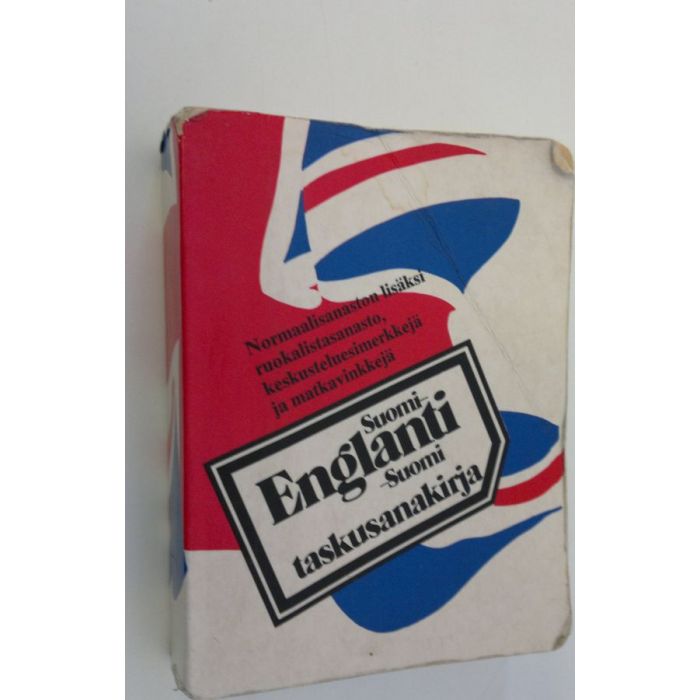 Normaalisanaston lisäksi
ruokalistasanasto,
keskusteluesimerkkejä
ja matkavinkkejä
Suomi–
Englanti
–Suomi
taskusanakirja